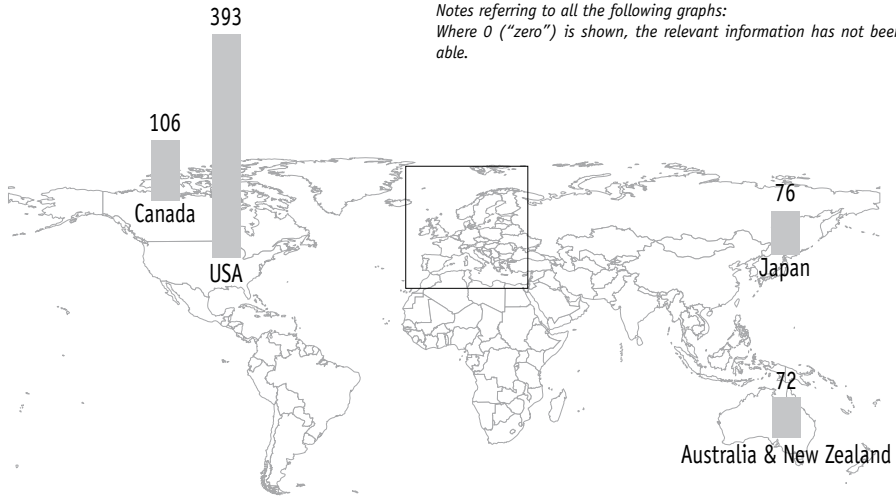 393
Notes referring to all the following graphs:
Where 0 (“zero”) is shown, the relevant information has not been
able.
106
Canada
USA
76
Japan
72
Australia & New Zealand